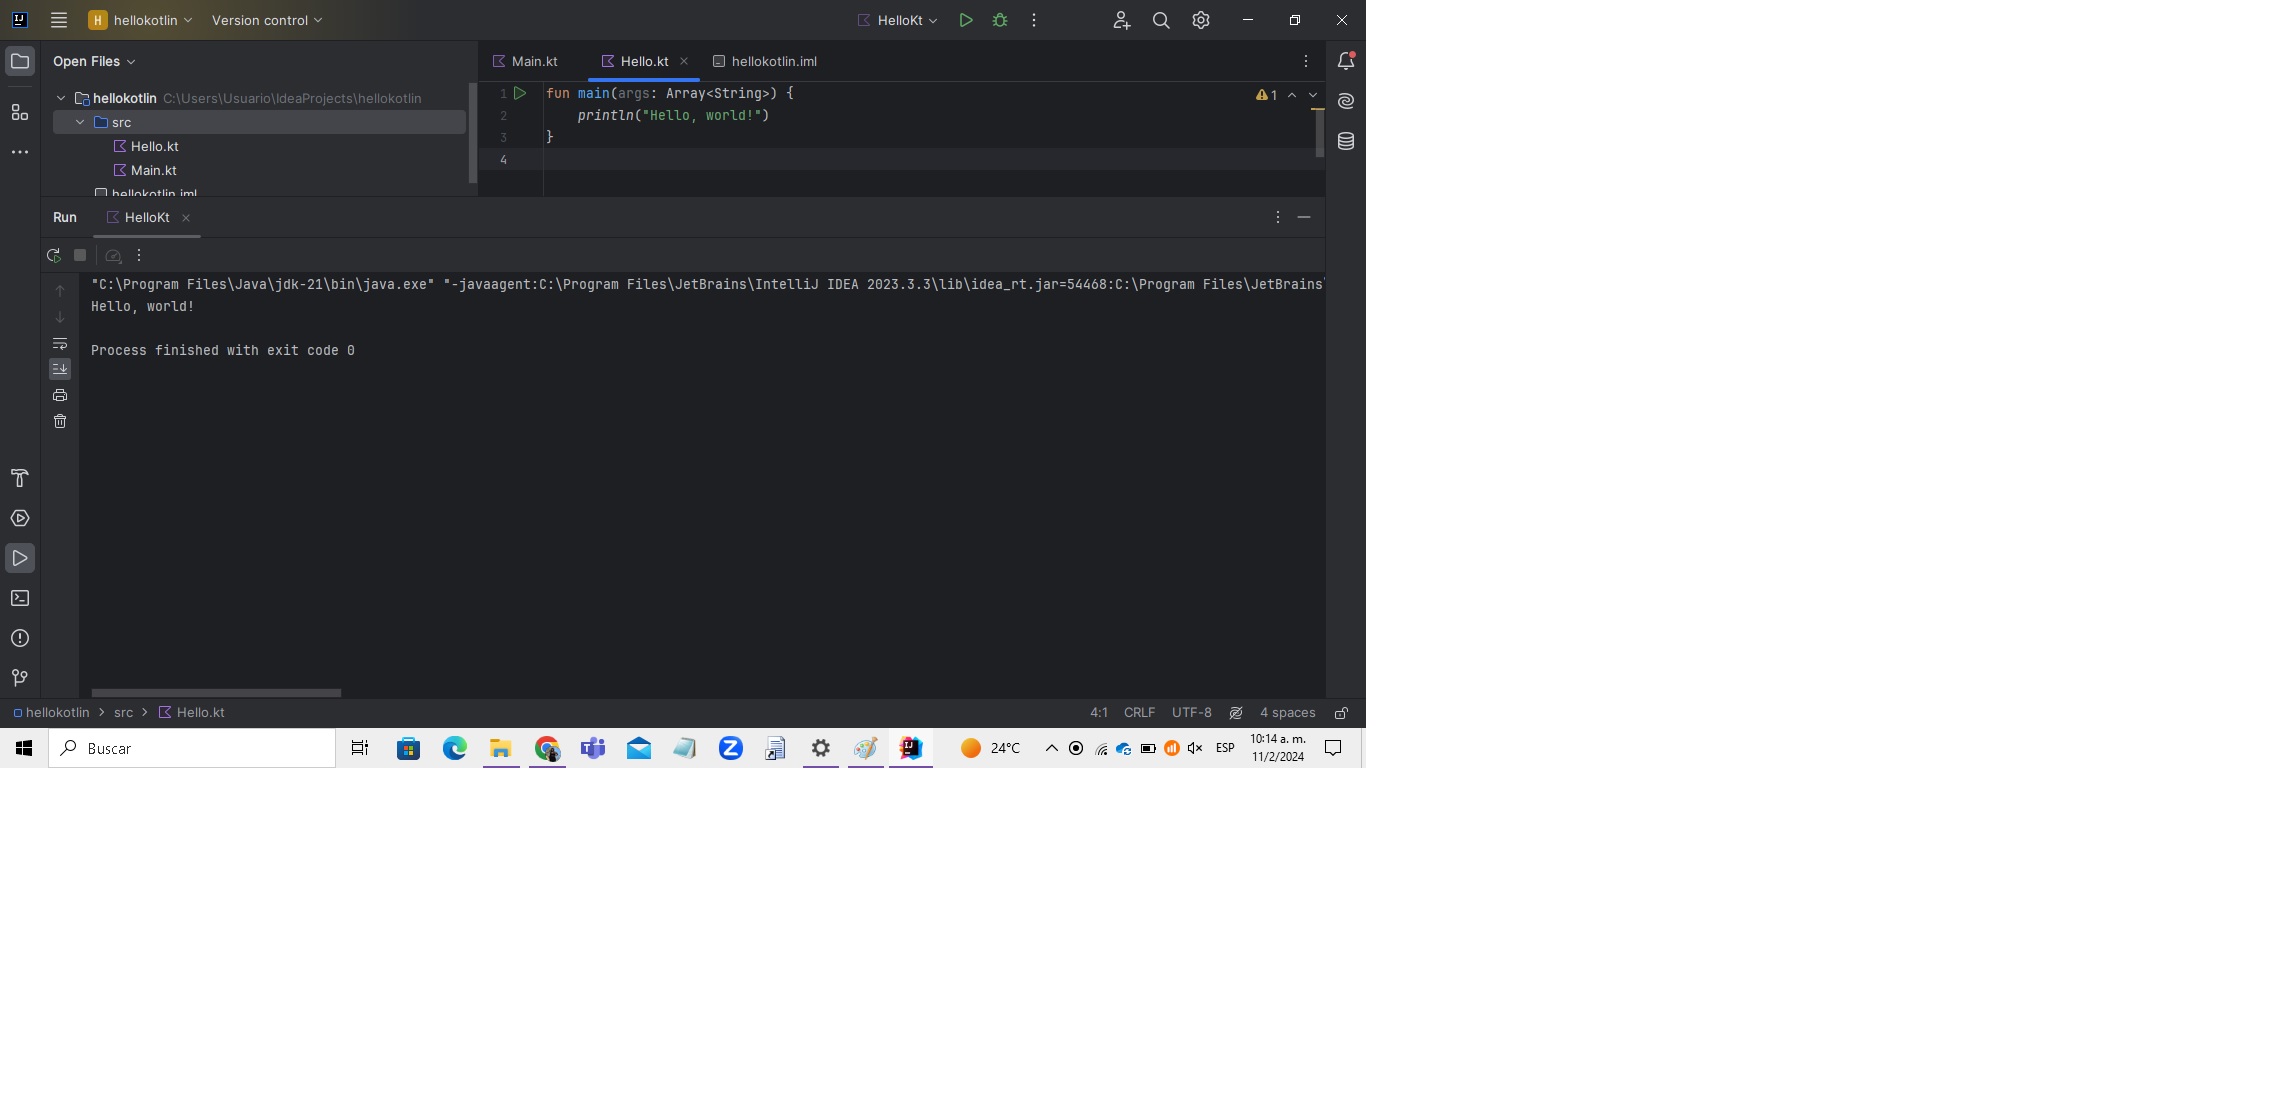 H hellokotlin Version control HelloKt
Open Files
Main.kt Hello.kt hellokotlin.iml
hellokotlin C:\Users\Usuario\IdeaProjects\hellokotlin
src
Hello.kt
Main.kt
hellokotlin.iml
1 fun main(args: Array<String>) {
2 println("Hello, world!")
3 }
4
1
Run HelloKt
"C:\Program Files\Java\jdk-21\bin\java.exe" "-javaagent:C:\Program Files\JetBrains\IntelliJ IDEA 2023.3.3\lib\idea_rt.jar=54468:C:\Program Files\JetBrains\
Hello, world!
Process finished with exit code 0
hellokotlin > src > Hello.kt 4:1 CRLF UTF-8 4 spaces
Buscar
24°C
ESP
10:14 a. m.
11/2/2024